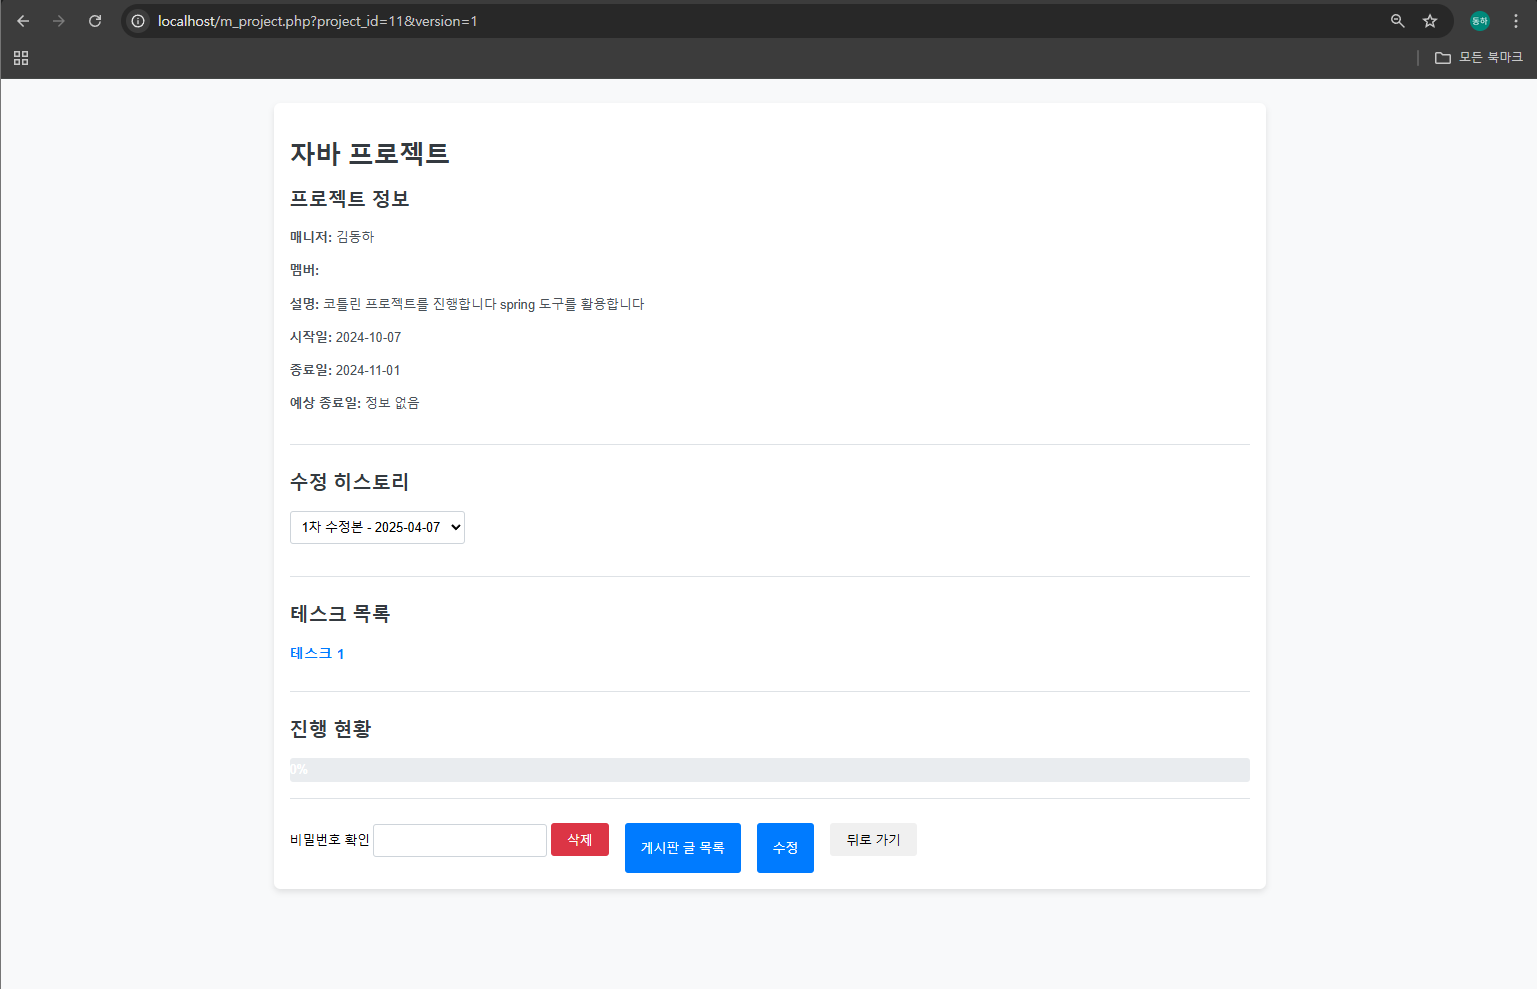 localhost/m_project.php?project_id=11&version=1
동하
모든 북마크
자바 프로젝트
프로젝트 정보
매니저: 김동하
멤버:
설명: 코틀린 프로젝트를 진행합니다 spring 도구를 활용합니다
시작일: 2024-10-07
종료일: 2024-11-01
예상 종료일: 정보 없음
수정 히스토리
1차 수정본 - 2025-04-07
테스크 목록
테스크 1
진행 현황
0%
비밀번호 확인 삭제 게시판 글 목록 수정 뒤로 가기